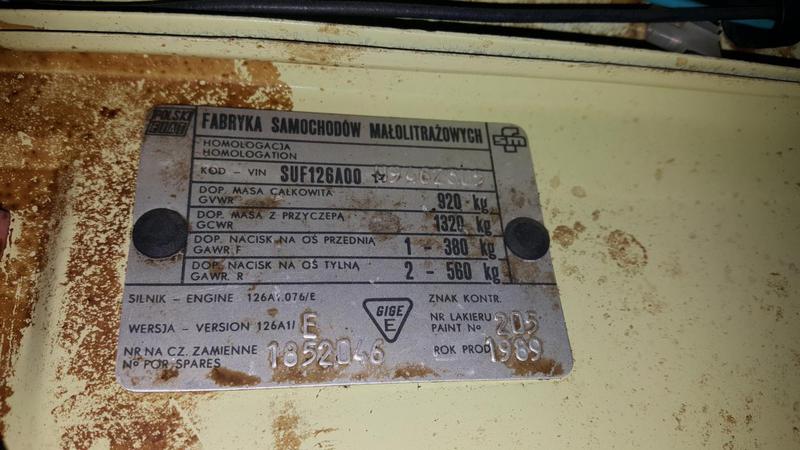 POLSKI FIAT
FABRYKA SAMOCHODÓW MAŁOLITRAŻOWYCH
FSM
HOMOLOGACJA
HOMOLOGATION
KOD - VIN SUF126A00
DOP. MASA CAŁKOWITA
GVWR 920 kg
DOP. MASA Z PRZYCZEPĄ
GCWR 1320 kg
DOP. NACISK NA OŚ PRZEDNIĄ
GAWR F 1 - 380 kg
DOP. NACISK NA OŚ TYLNĄ
GAWR. R 2 - 560 kg
SILNIK - ENGINE 126A1.076/E
ZNAK KONTR.
GIGE
E
WERSJA - VERSION 126A1/ E
NR LAKIERU
PAINT No 205
NR NA CZ. ZAMIENNE
No POR SPARES
ROK PROD 1989